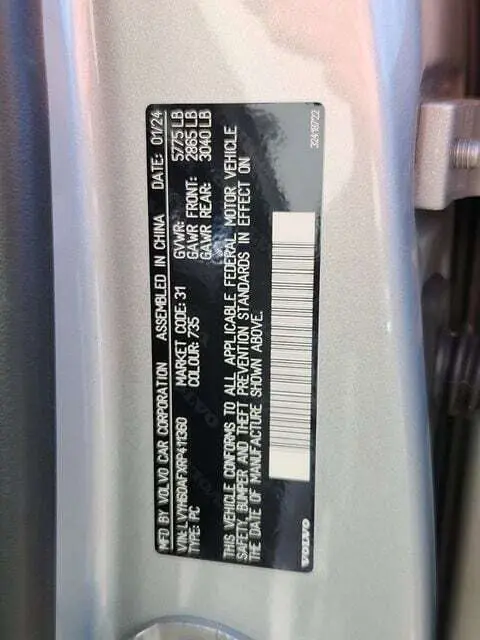 MFD BY VOLVO CAR CORPORATION ASSEMBLED IN CHINA DATE: 01/24
VIN: LVYH60AFXRP411360 MARKET CODE: 31 GVWR: 5775 LB
TYPE: PC COLOUR: 735 GAWR FRONT: 2865 LB
GAWR REAR: 3040 LB
THIS VEHICLE CONFORMS TO ALL APPLICABLE FEDERAL MOTOR VEHICLE
SAFETY, BUMPER AND THEFT PREVENTION STANDARDS IN EFFECT ON
THE DATE OF MANUFACTURE SHOWN ABOVE.
VOLVO 32418722